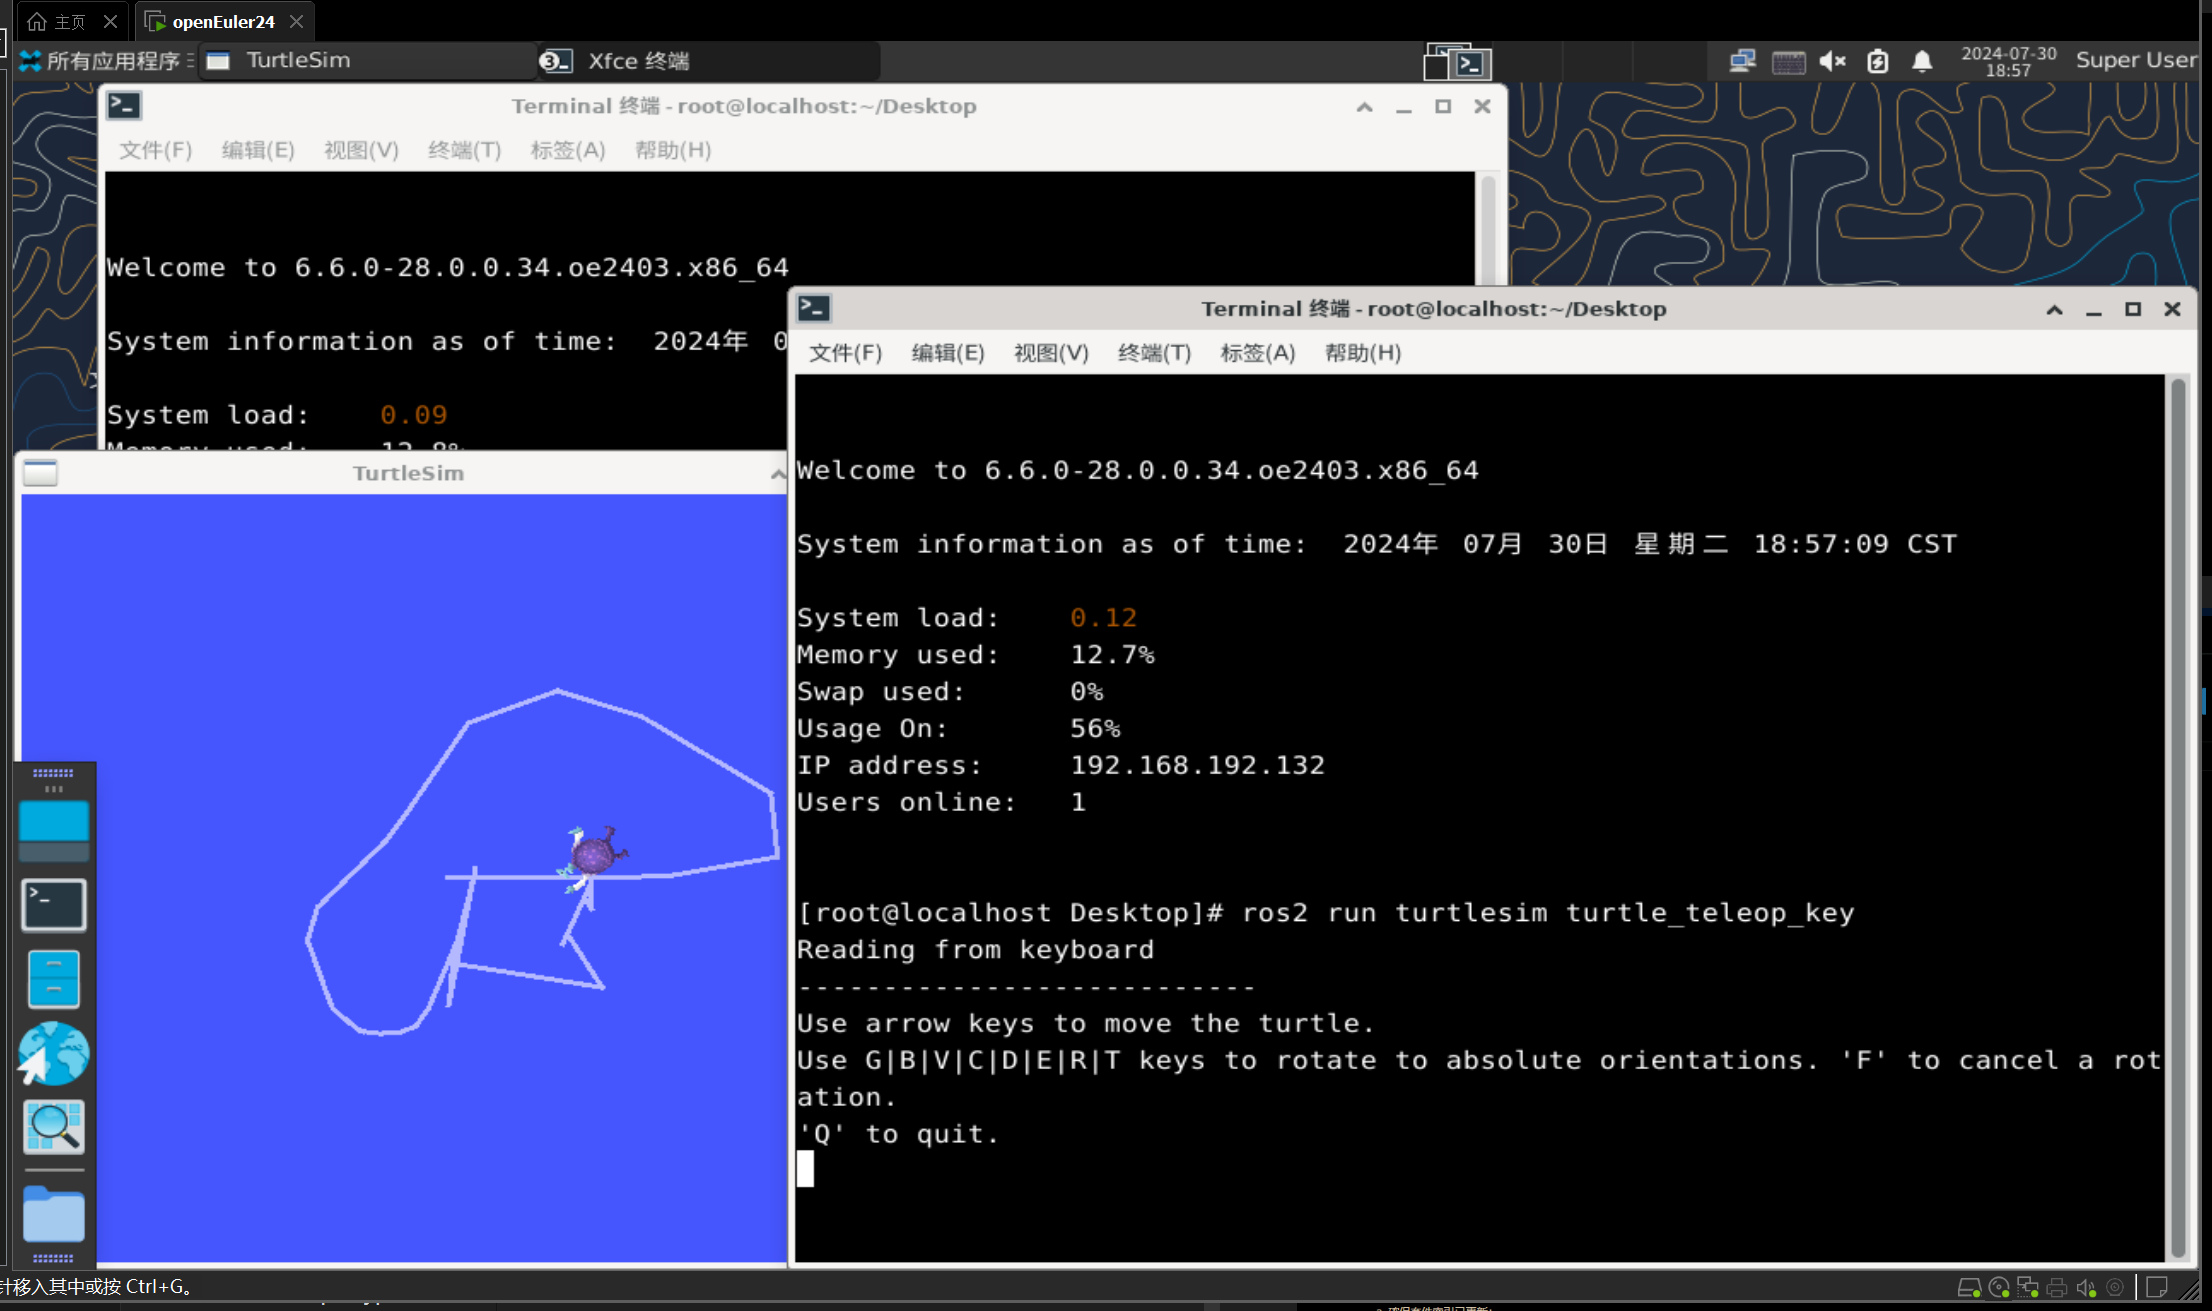 主页
openEuler24
所有应用程序
TurtleSim
3
Xfce 终端
2024-07-30
18:57
Super User
Terminal 终端 - root@localhost:~/Desktop
文件(F) 编辑(E) 视图(V) 终端(T) 标签(A) 帮助(H)
Welcome to 6.6.0-28.0.0.34.oe2403.x86_64
System information as of time: 2024年 0
System load: 0.09
Memory used: 12.8%
TurtleSim
Terminal 终端 - root@localhost:~/Desktop
文件(F) 编辑(E) 视图(V) 终端(T) 标签(A) 帮助(H)
Welcome to 6.6.0-28.0.0.34.oe2403.x86_64
System information as of time: 2024年 07月 30日 星期二 18:57:09 CST
System load: 0.12
Memory used: 12.7%
Swap used: 0%
Usage On: 56%
IP address: 192.168.192.132
Users online: 1
[root@localhost Desktop]# ros2 run turtlesim turtle_teleop_key
Reading from keyboard
---------------------------
Use arrow keys to move the turtle.
Use G|B|V|C|D|E|R|T keys to rotate to absolute orientations. 'F' to cancel a rot
ation.
'Q' to quit.
针移入其中或按 Ctrl+G。